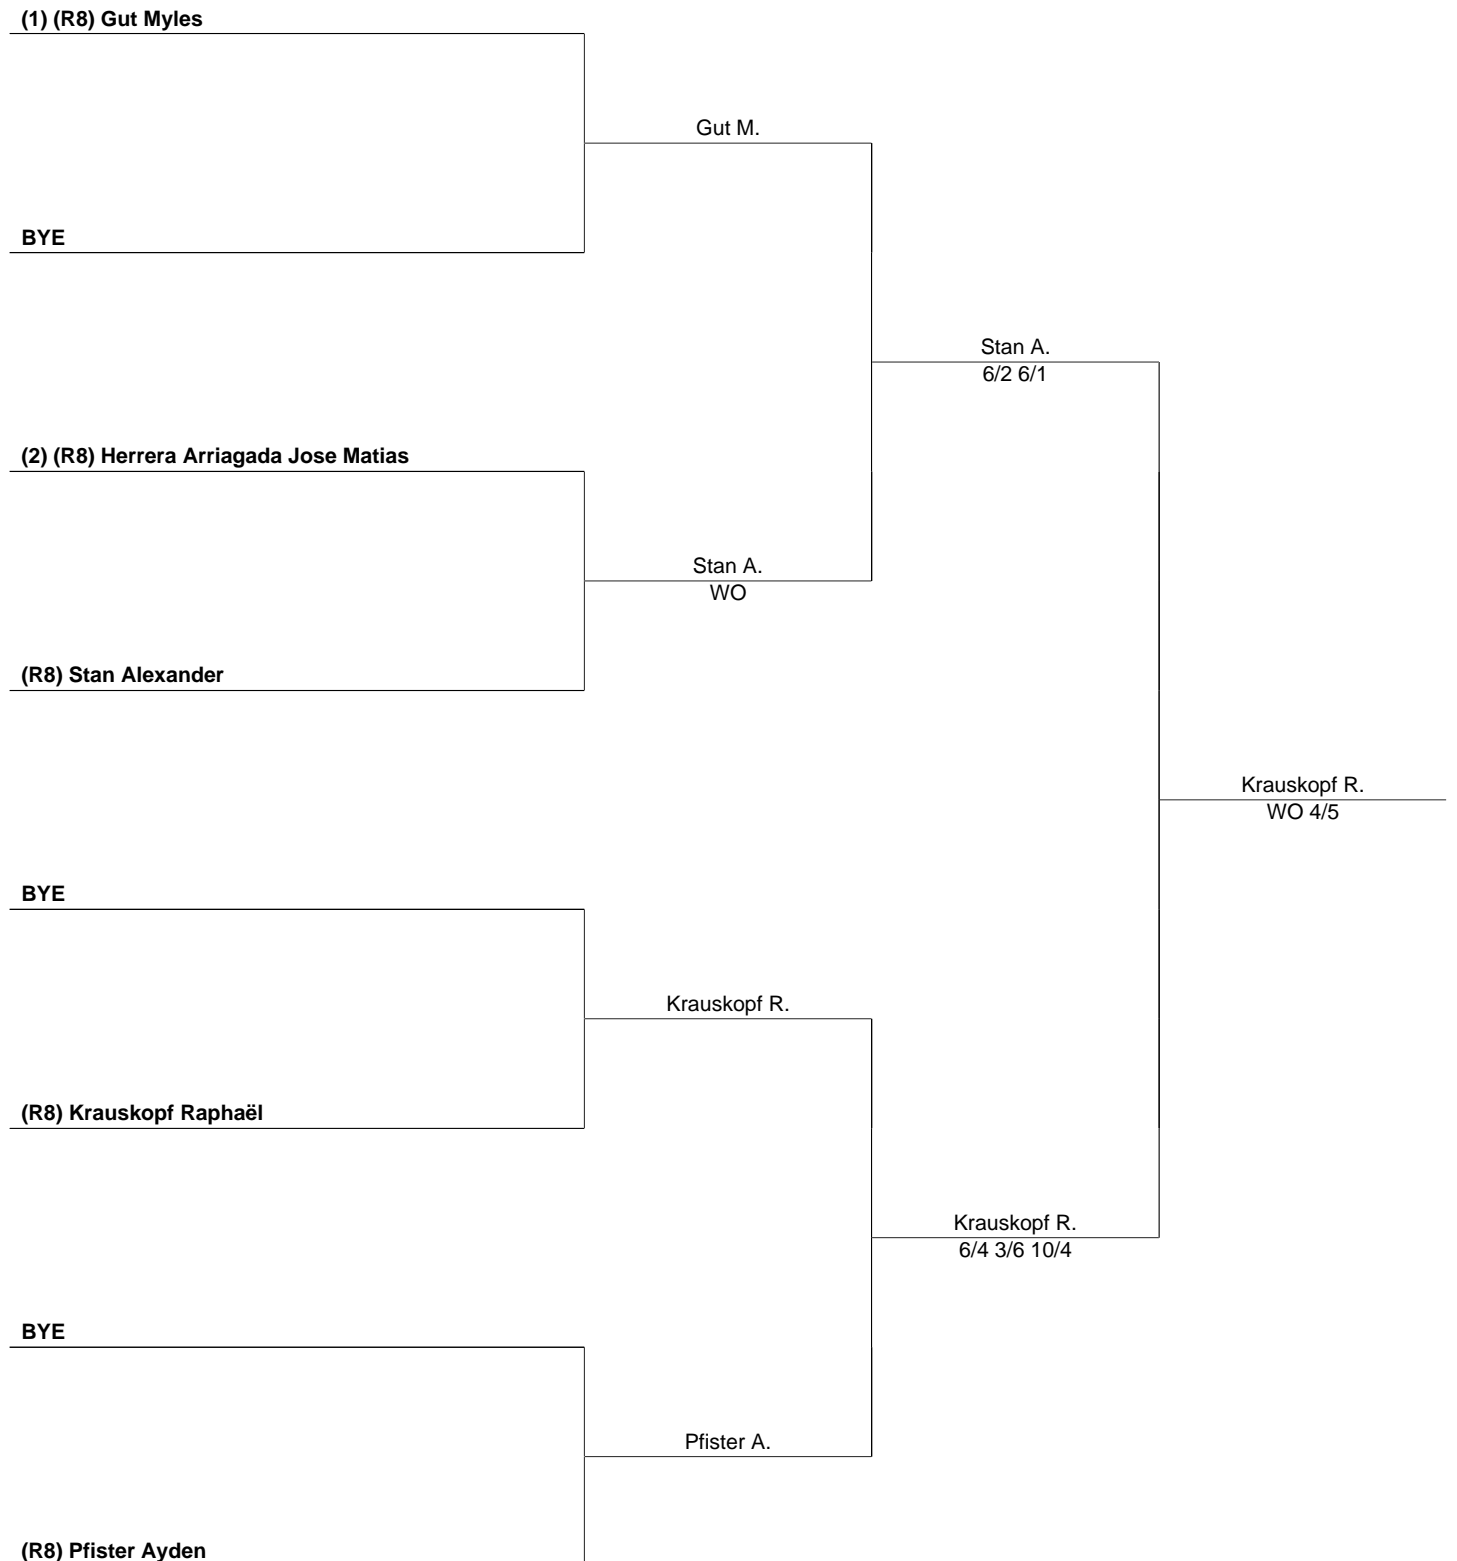 (1) (R8) Gut Myles
Gut M.
BYE
Stan A.
6/2 6/1
(2) (R8) Herrera Arriagada Jose Matias
Stan A.
WO
(R8) Stan Alexander
Krauskopf R.
WO 4/5
BYE
Krauskopf R.
(R8) Krauskopf Raphaël
Krauskopf R.
6/4 3/6 10/4
BYE
Pfister A.
(R8) Pfister Ayden